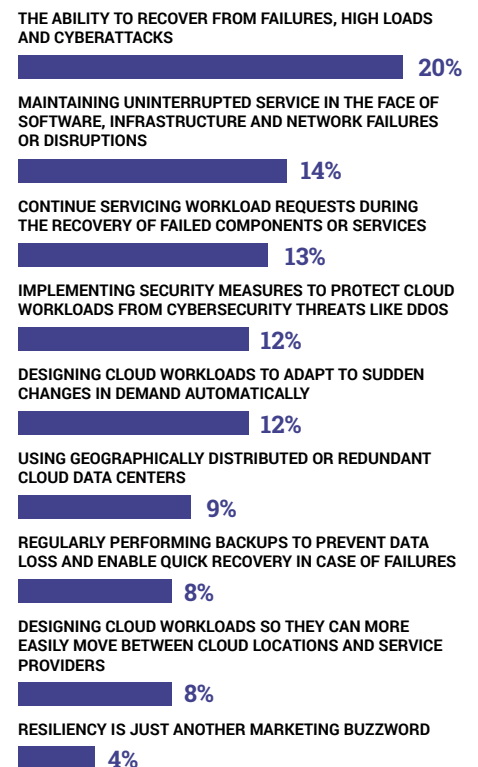 THE ABILITY TO RECOVER FROM FAILURES, HIGH LOADS
AND CYBERATTACKS
20%
MAINTAINING UNINTERRUPTED SERVICE IN THE FACE OF
SOFTWARE, INFRASTRUCTURE AND NETWORK FAILURES
OR DISRUPTIONS
14%
CONTINUE SERVICING WORKLOAD REQUESTS DURING
THE RECOVERY OF FAILED COMPONENTS OR SERVICES
13%
IMPLEMENTING SECURITY MEASURES TO PROTECT CLOUD
WORKLOADS FROM CYBERSECURITY THREATS LIKE DDOS
12%
DESIGNING CLOUD WORKLOADS TO ADAPT TO SUDDEN
CHANGES IN DEMAND AUTOMATICALLY
12%
USING GEOGRAPHICALLY DISTRIBUTED OR REDUNDANT
CLOUD DATA CENTERS
9%
REGULARLY PERFORMING BACKUPS TO PREVENT DATA
LOSS AND ENABLE QUICK RECOVERY IN CASE OF FAILURES
8%
DESIGNING CLOUD WORKLOADS SO THEY CAN MORE
EASILY MOVE BETWEEN CLOUD LOCATIONS AND SERVICE
PROVIDERS
8%
RESILIENCY IS JUST ANOTHER MARKETING BUZZWORD
4%